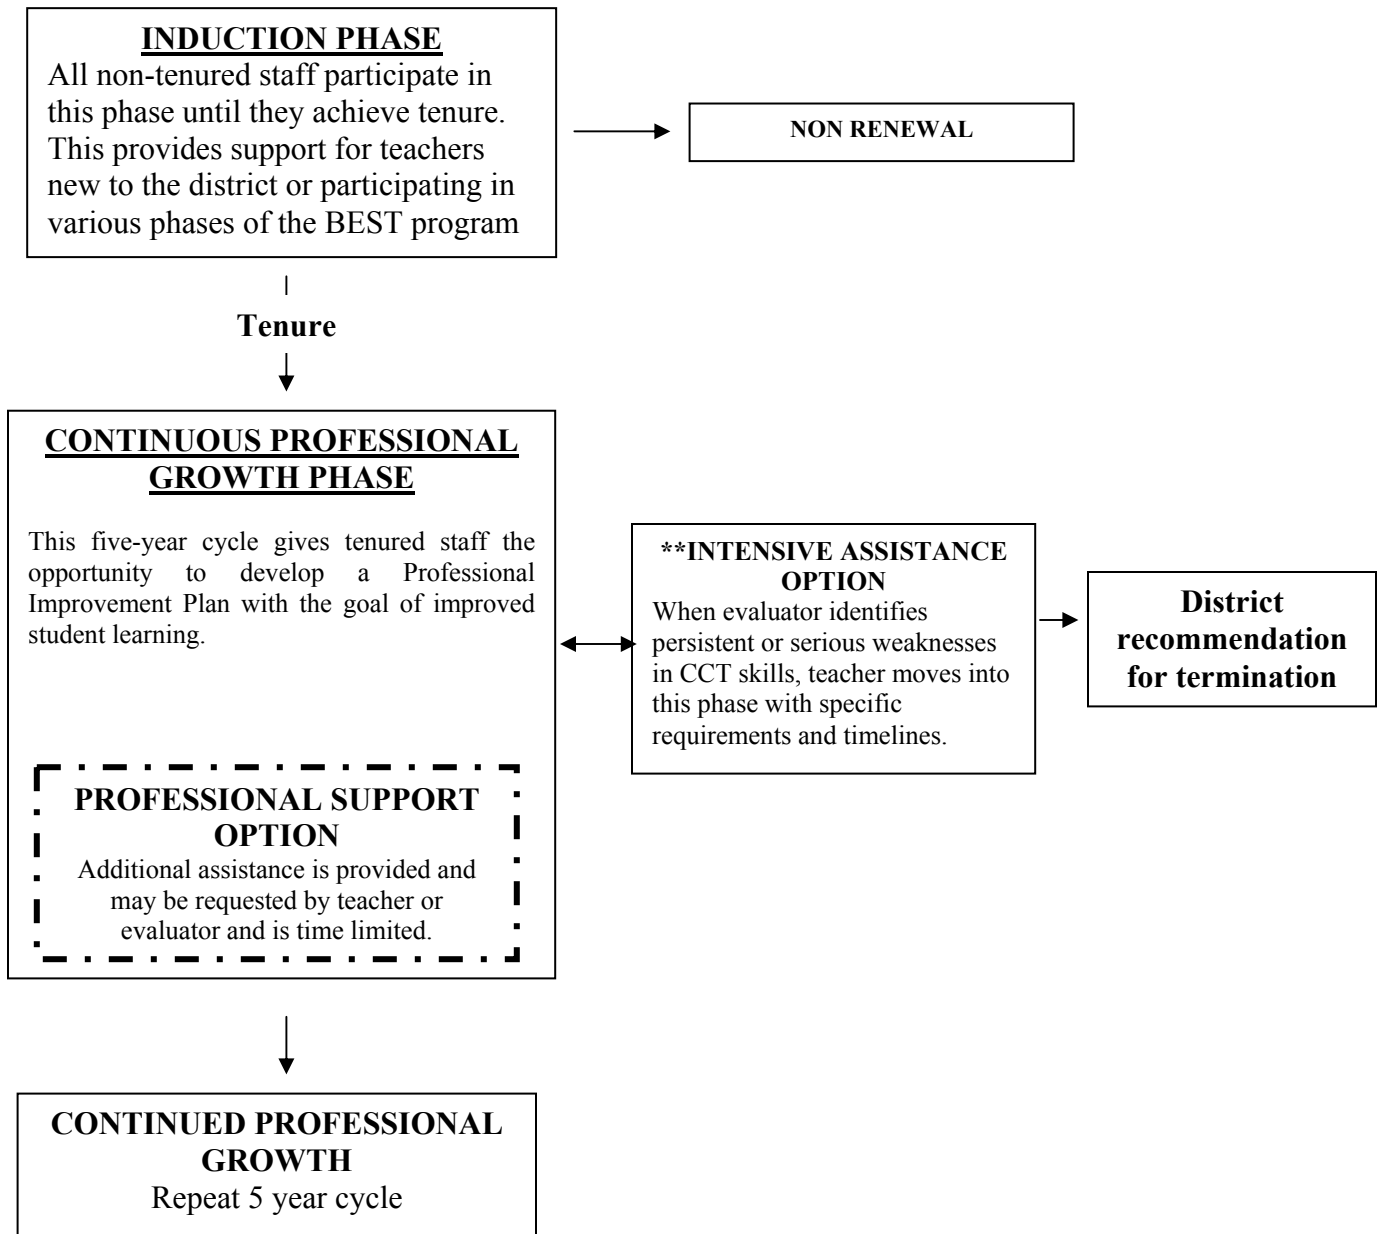 INDUCTION PHASE
All non-tenured staff participate in
this phase until they achieve tenure.
This provides support for teachers
new to the district or participating in
various phases of the BEST program
NON RENEWAL
Tenure
CONTINUOUS PROFESSIONAL
GROWTH PHASE
This five-year cycle gives tenured staff the
opportunity to develop a Professional
Improvement Plan with the goal of improved
student learning.
**INTENSIVE ASSISTANCE
OPTION
When evaluator identifies
persistent or serious weaknesses
in CCT skills, teacher moves into
this phase with specific
requirements and timelines.
District
recommendation
for termination
PROFESSIONAL SUPPORT
OPTION
Additional assistance is provided and
may be requested by teacher or
evaluator and is time limited.
CONTINUED PROFESSIONAL
GROWTH
Repeat 5 year cycle